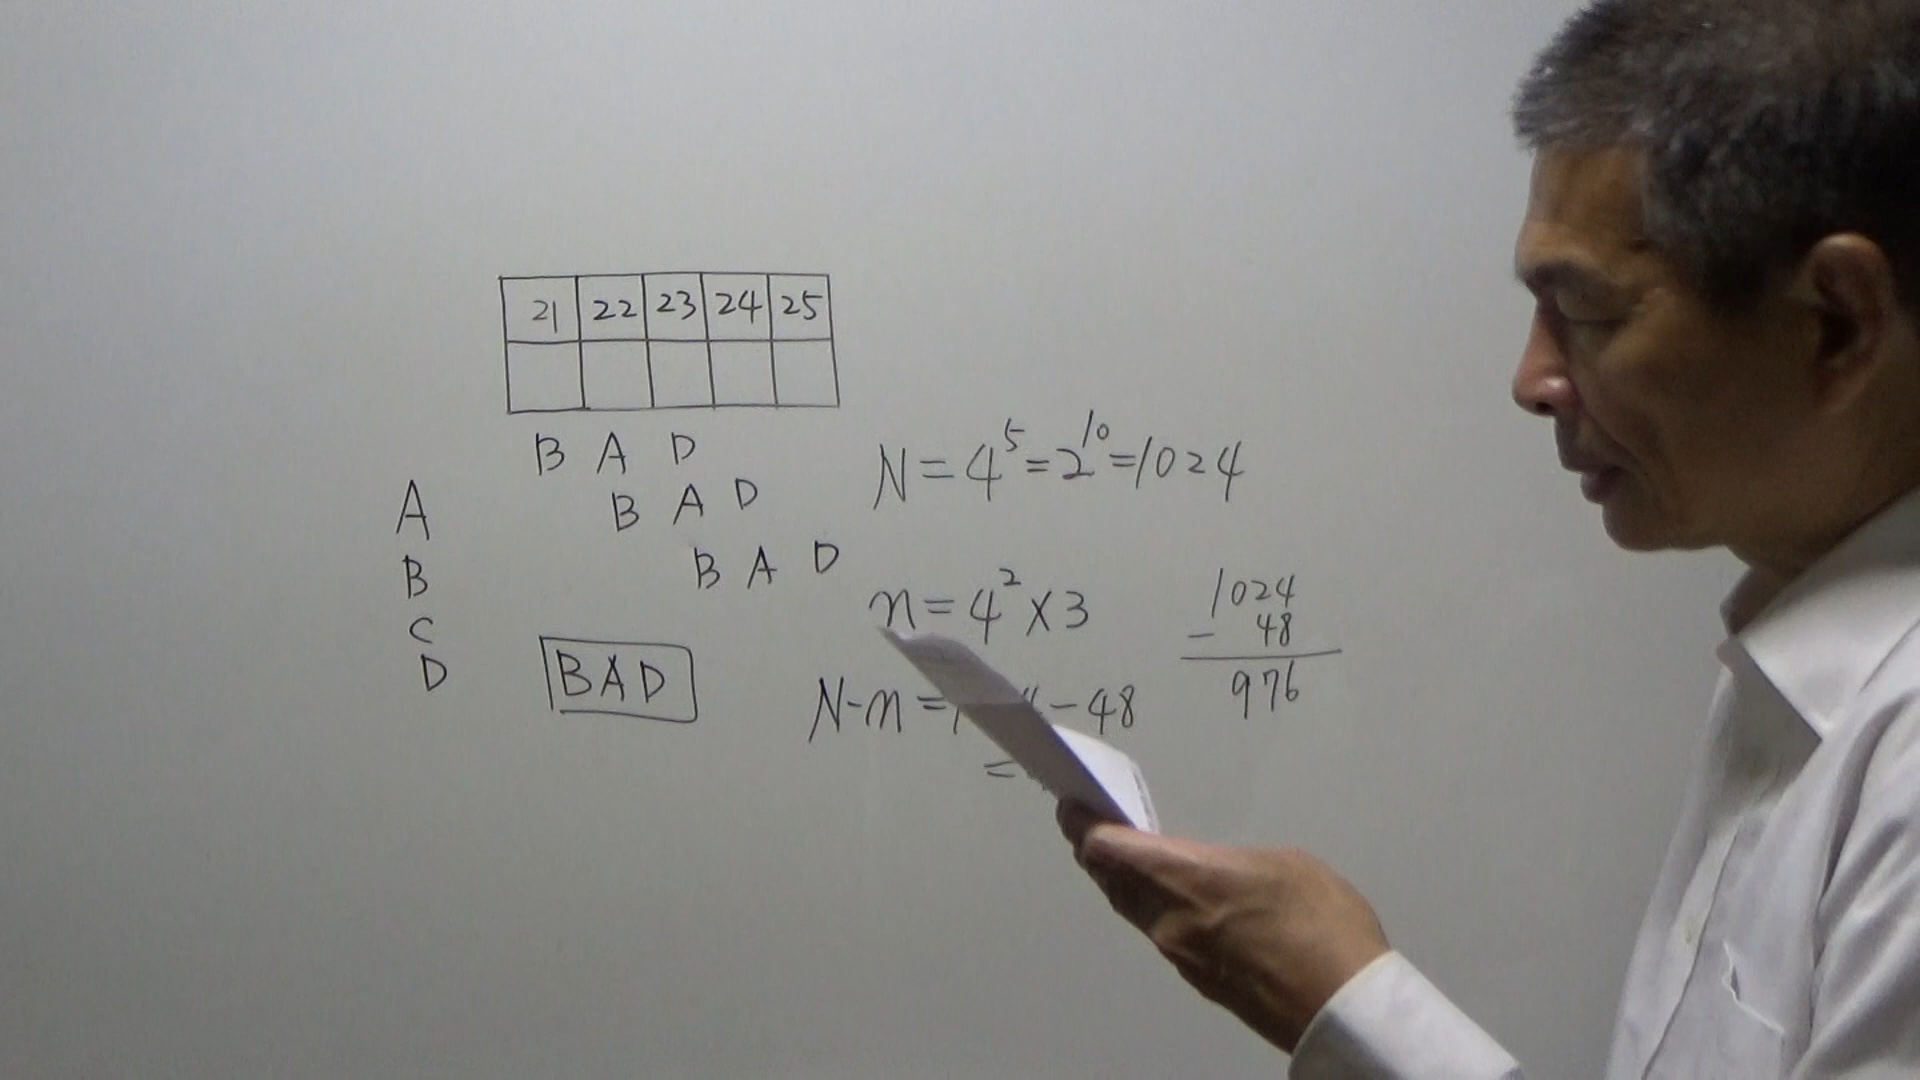 21 22 23 24 25
B A D
B A D
B A D
A
B
C
D
BAD
N=4^5=2^10=1024
n=4^2×3
N-n= -48
=
1024
- 48
976